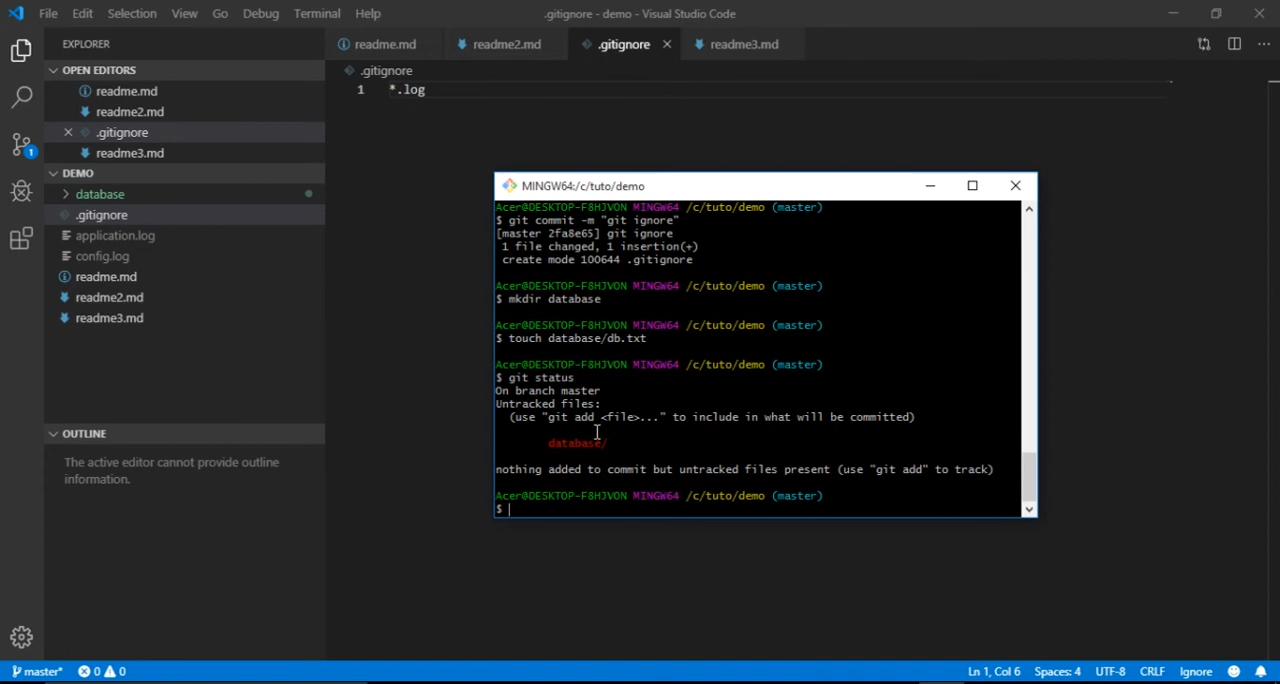 File Edit Selection View Go Debug Terminal Help .gitignore - demo - Visual Studio Code
EXPLORER
OPEN EDITORS
readme.md
readme2.md
.gitignore
readme3.md
DEMO
database
.gitignore
application.log
config.log
readme.md
readme2.md
readme3.md
OUTLINE
The active editor cannot provide outline
information.
readme.md readme2.md .gitignore readme3.md
.gitignore
1 *.log
MINGW64:/c/tuto/demo
Acer@DESKTOP-F8HJVON MINGW64 /c/tuto/demo (master)
$ git commit -m "git ignore"
[master 2fa8e65] git ignore
1 file changed, 1 insertion(+)
create mode 100644 .gitignore
Acer@DESKTOP-F8HJVON MINGW64 /c/tuto/demo (master)
$ mkdir database
Acer@DESKTOP-F8HJVON MINGW64 /c/tuto/demo (master)
$ touch database/db.txt
Acer@DESKTOP-F8HJVON MINGW64 /c/tuto/demo (master)
$ git status
On branch master
Untracked files:
(use "git add <file>..." to include in what will be committed)
database/
nothing added to commit but untracked files present (use "git add" to track)
Acer@DESKTOP-F8HJVON MINGW64 /c/tuto/demo (master)
$
1
master* 0 0 Ln 1, Col 6 Spaces: 4 UTF-8 CRLF Ignore